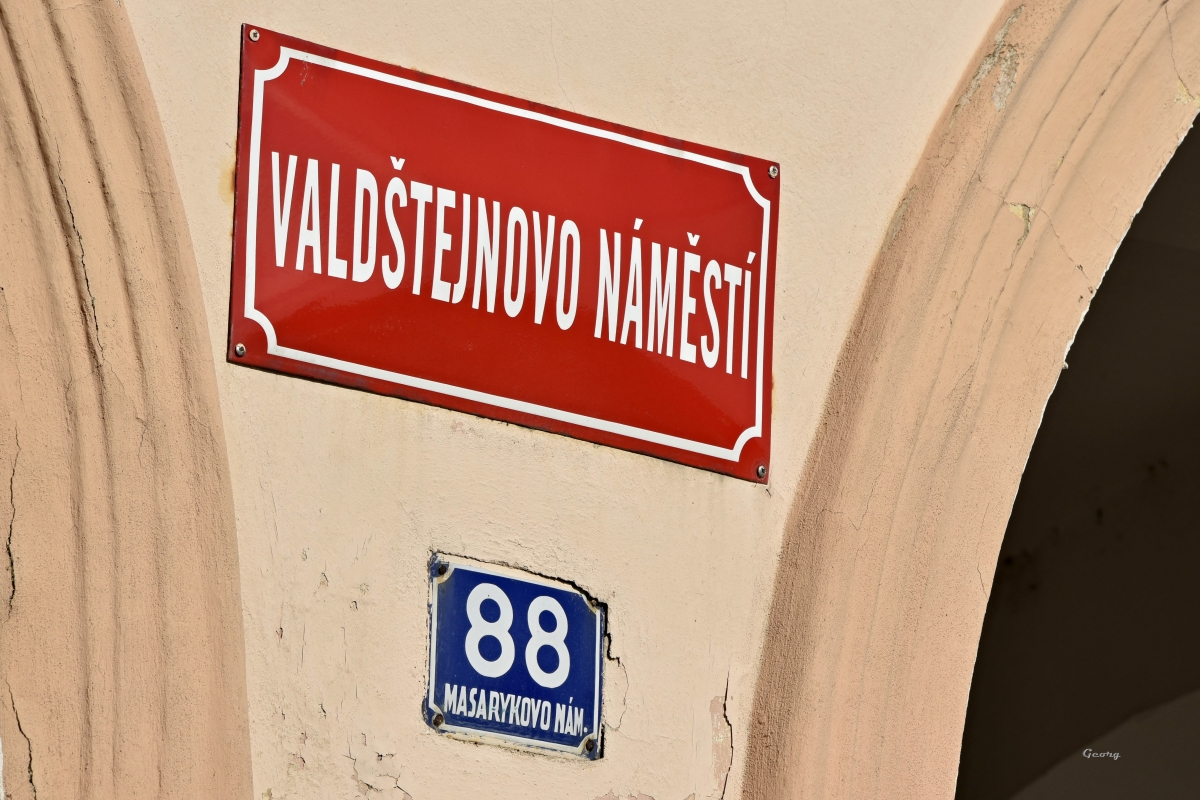 VALDŠTEJNOVO NÁMĚSTÍ
88
MASARYKOVO NÁM.
Georg